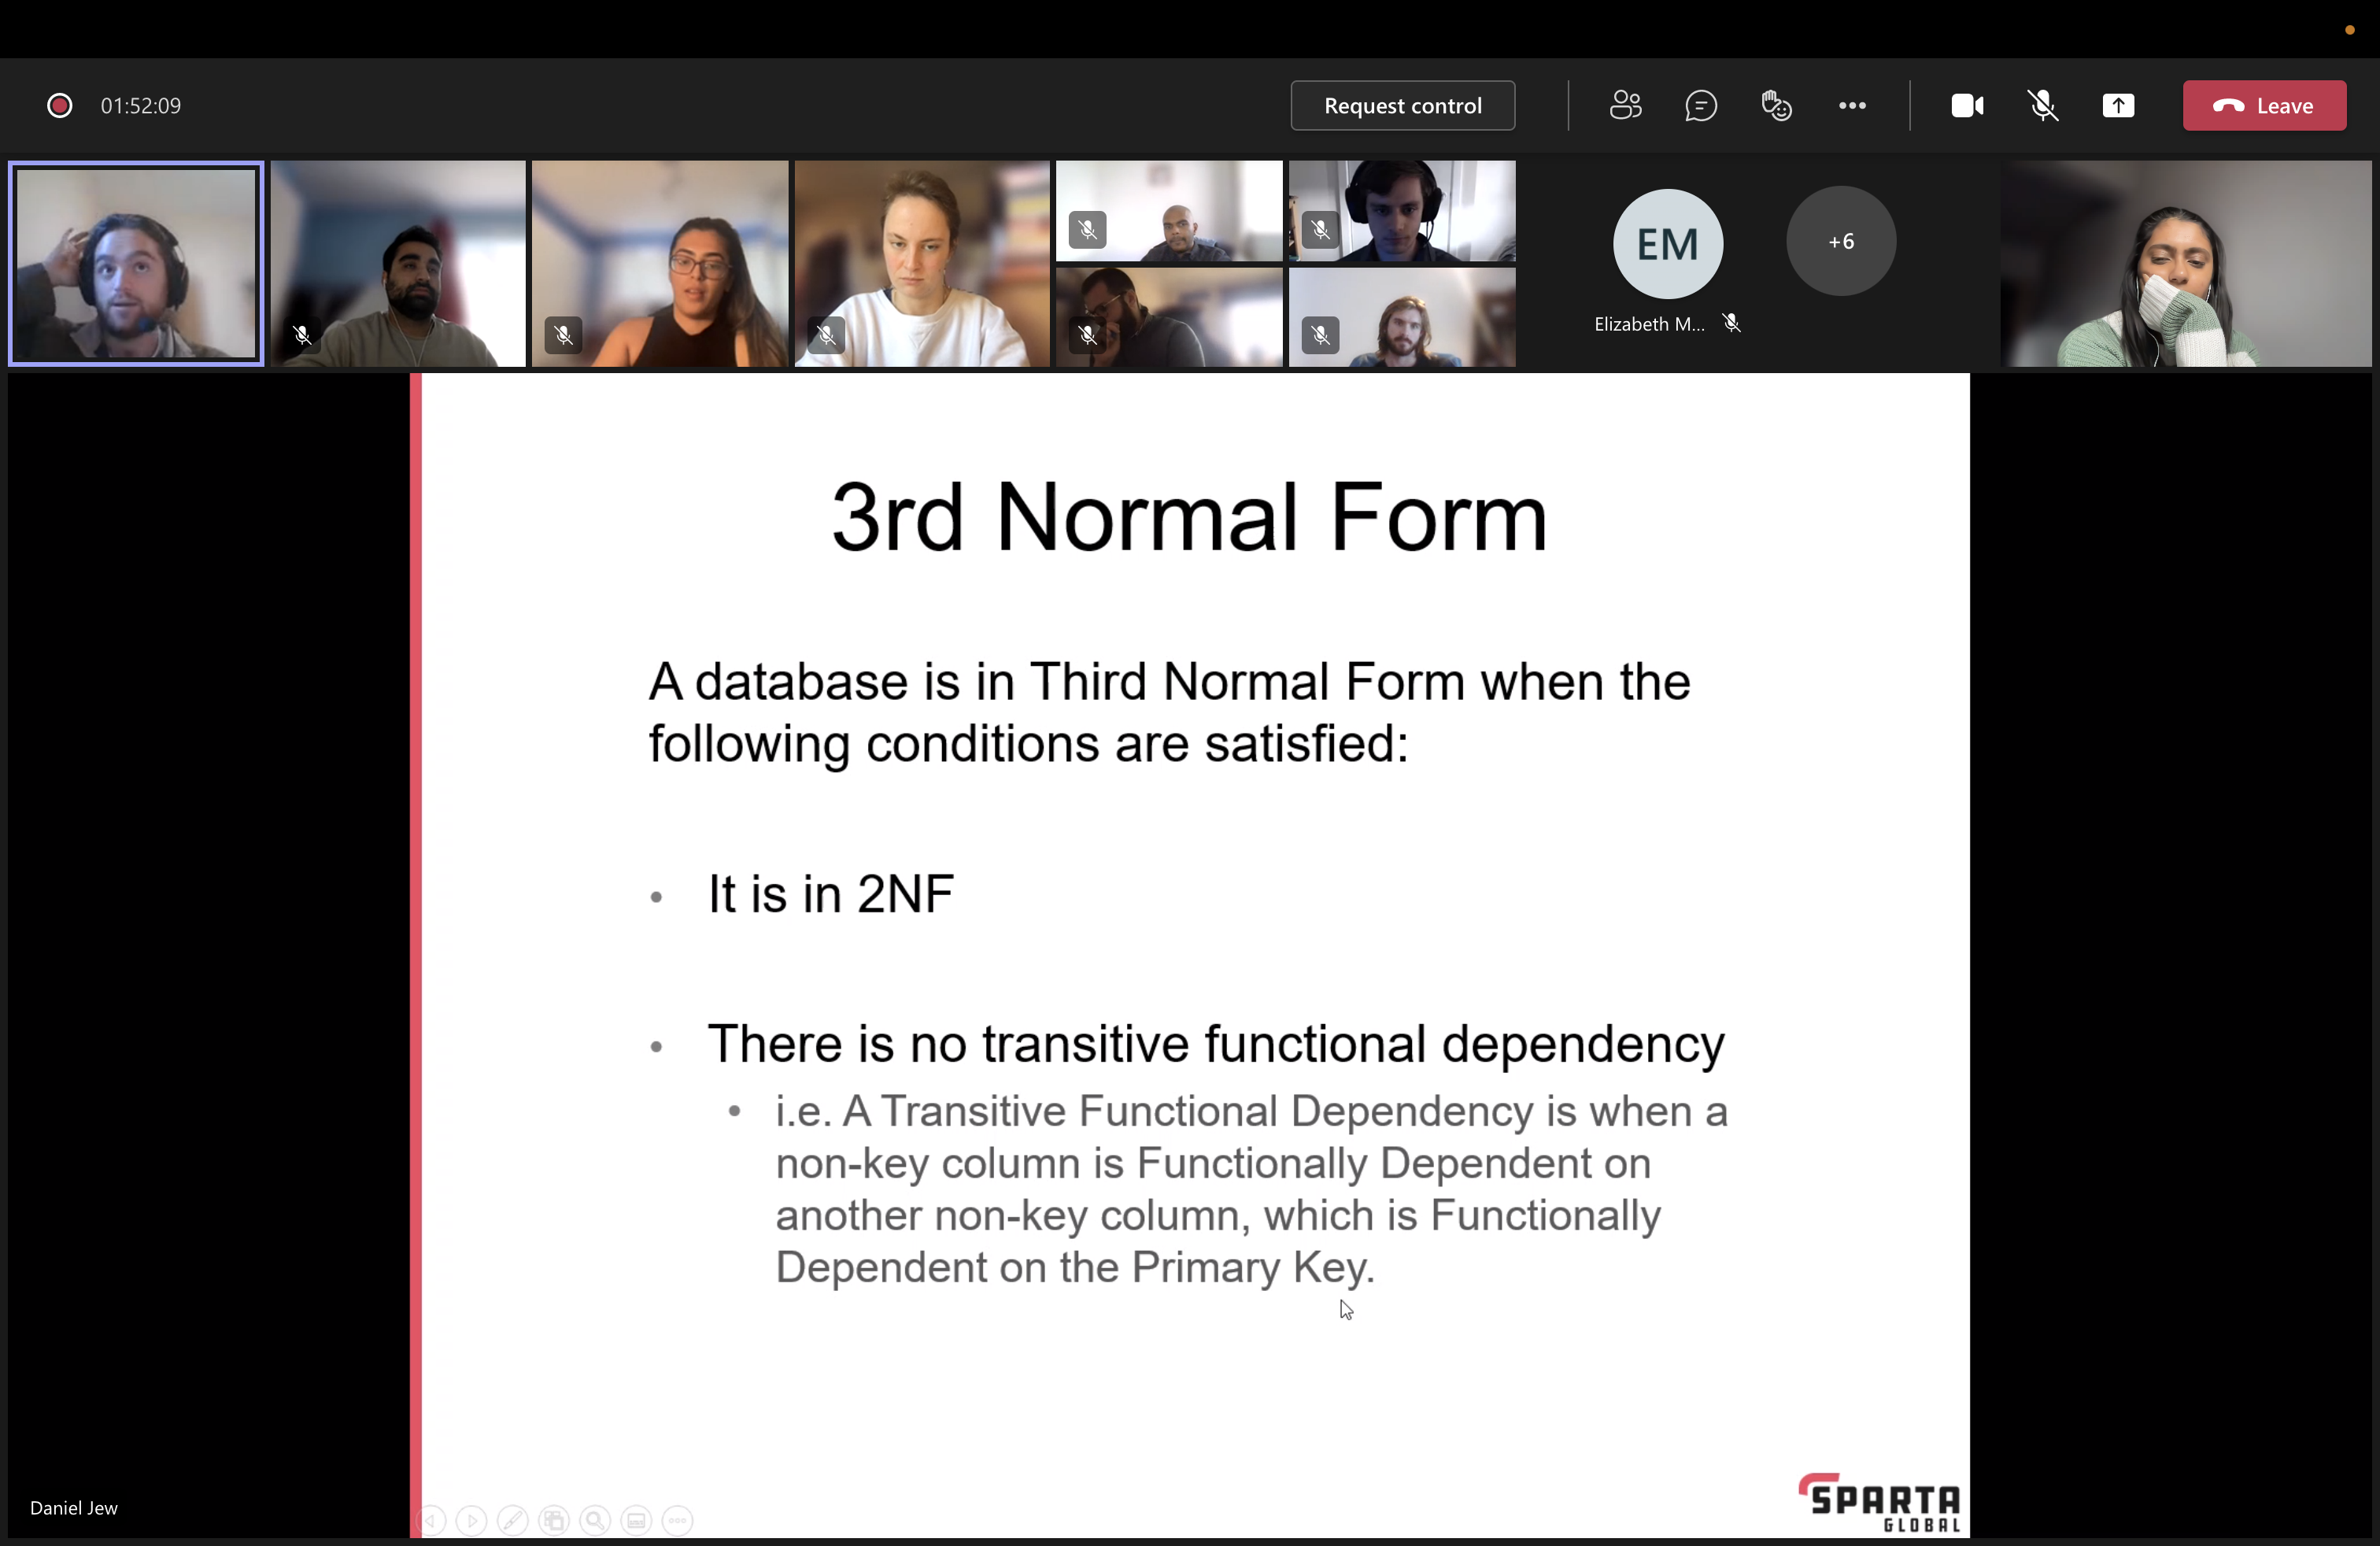 01:52:09
Request control
Leave
EM
+6
Elizabeth M...
3rd Normal Form
A database is in Third Normal Form when the
following conditions are satisfied:
• It is in 2NF
• There is no transitive functional dependency
• i.e. A Transitive Functional Dependency is when a
non-key column is Functionally Dependent on
another non-key column, which is Functionally
Dependent on the Primary Key.
Daniel Jew
SPARTA
GLOBAL